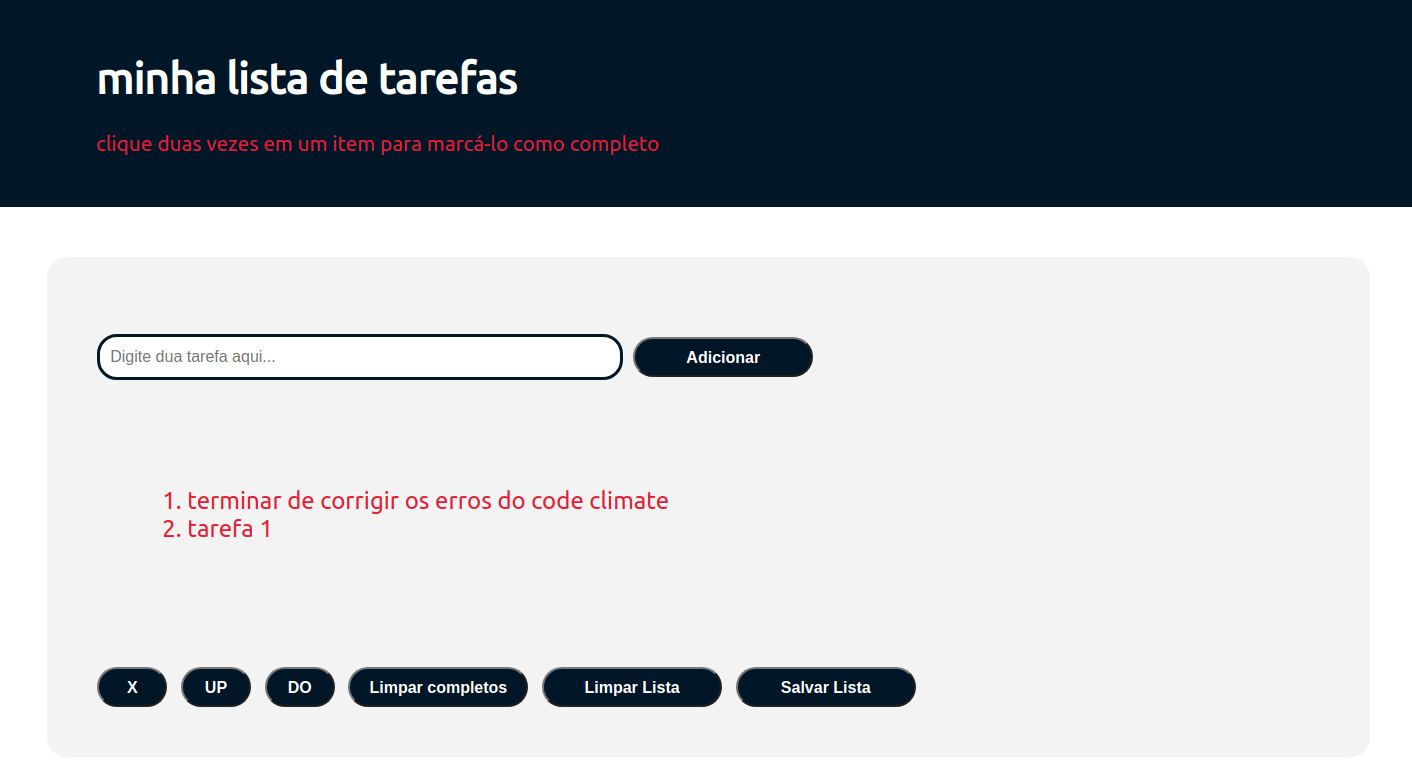 minha lista de tarefas
clique duas vezes em um item para marcá-lo como completo
Digite dua tarefa aqui...
Adicionar
1. terminar de corrigir os erros do code climate
2. tarefa 1
X UP DO Limpar completos Limpar Lista Salvar Lista